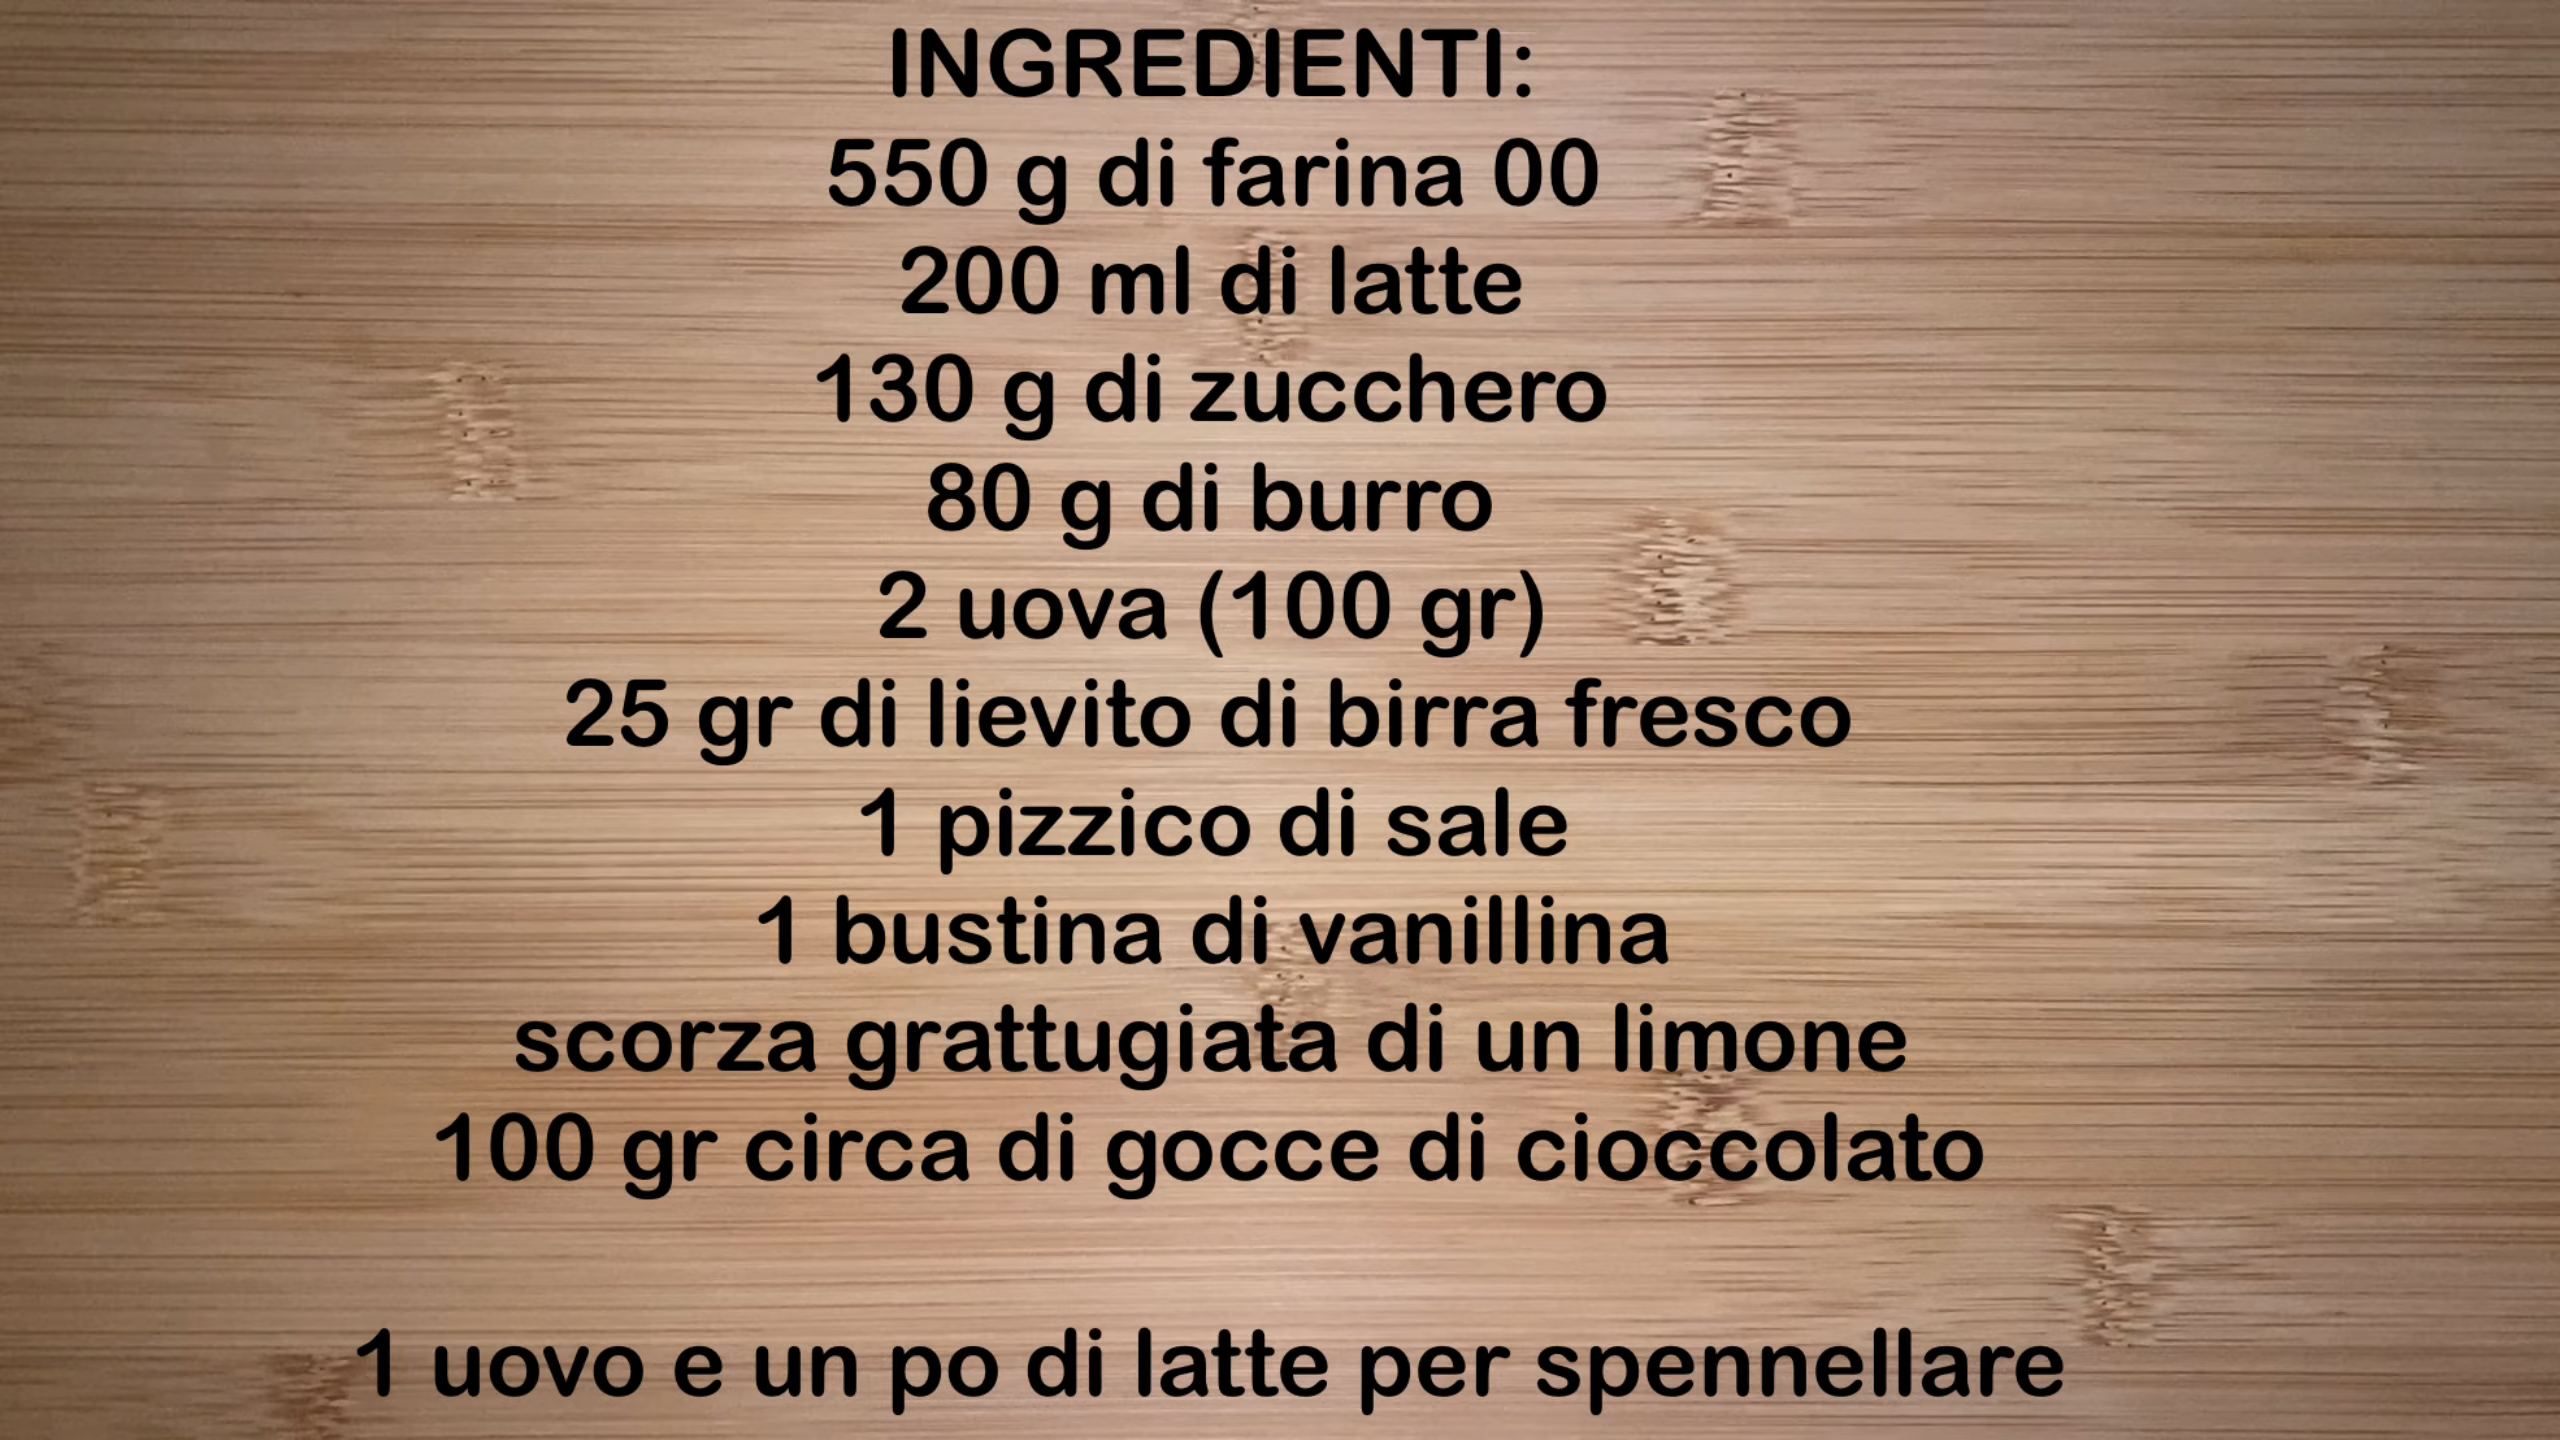 INGREDIENTI:
550 g di farina 00
200 ml di latte
130 g di zucchero
80 g di burro
2 uova (100 gr)
25 gr di lievito di birra fresco
1 pizzico di sale
1 bustina di vanillina
scorza grattugiata di un limone
100 gr circa di gocce di cioccolato
1 uovo e un po di latte per spennellare